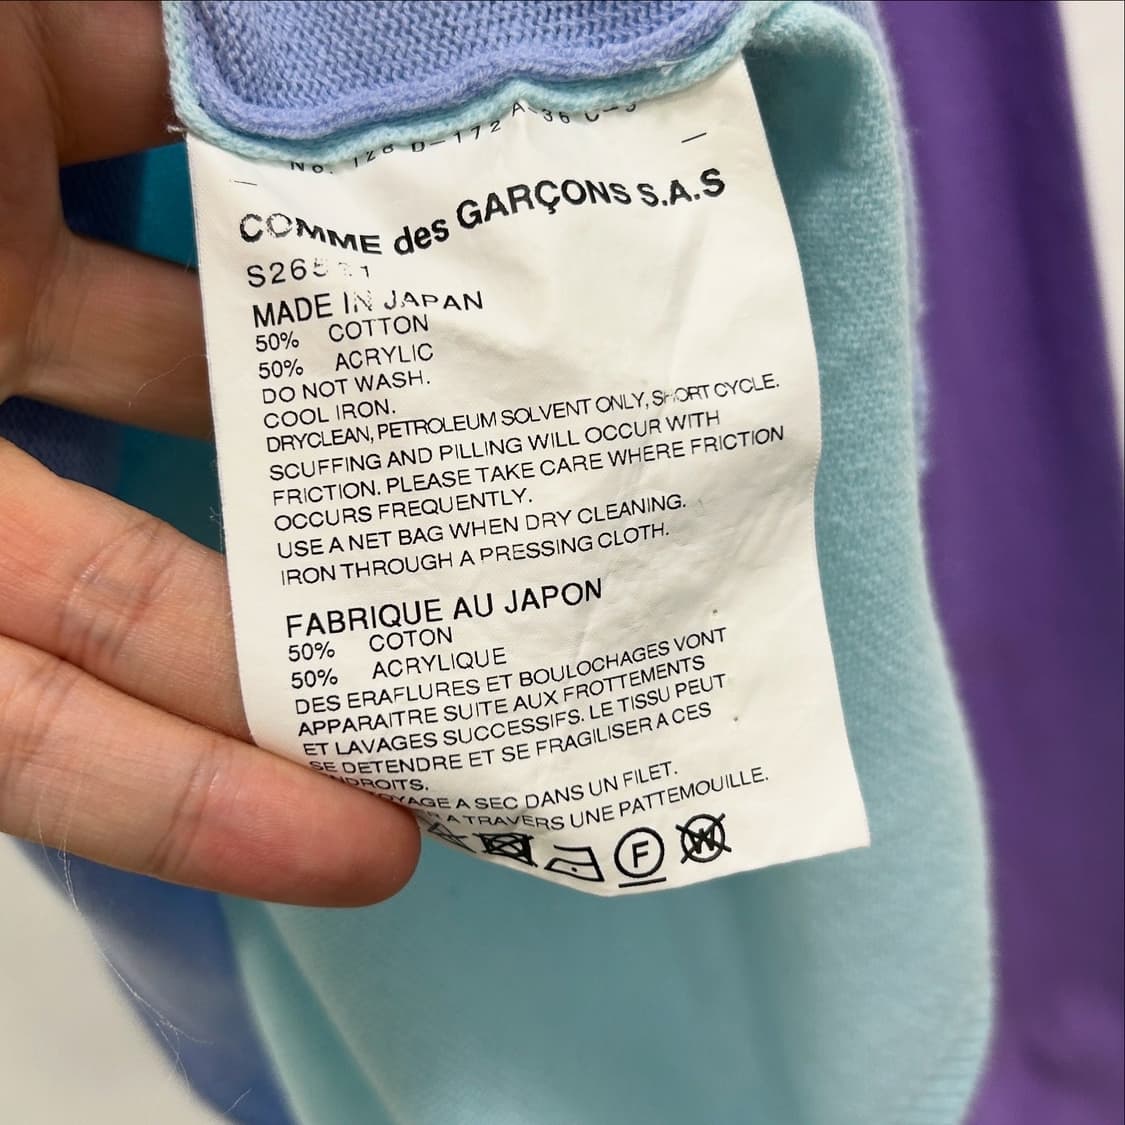 No.
COMME des GARÇONS S.A.S
MADE IN JAPAN
50% COTTON
50% ACRYLIC
DO NOT WASH.
COOL IRON.
DRYCLEAN, PETROLEUM SOLVENT ONLY, SHORT CYCLE.
SCUFFING AND PILLING WILL OCCUR WITH
FRICTION. PLEASE TAKE CARE WHERE FRICTION
OCCURS FREQUENTLY.
USE A NET BAG WHEN DRY CLEANING.
IRON THROUGH A PRESSING CLOTH.
FABRIQUE AU JAPON
50% COTON
50% ACRYLIQUE
DES ERAFLURES ET BOULOCHAGES VONT
APPARAITRE SUITE AUX FROTTEMENTS
ET LAVAGES SUCCESSIFS. LE TISSU PEUT
SE DETENDRE ET SE FRAGILISER A CES
A SEC DANS UN FILET.
A TRAVERS UNE PATTEMOUILLE.
F W